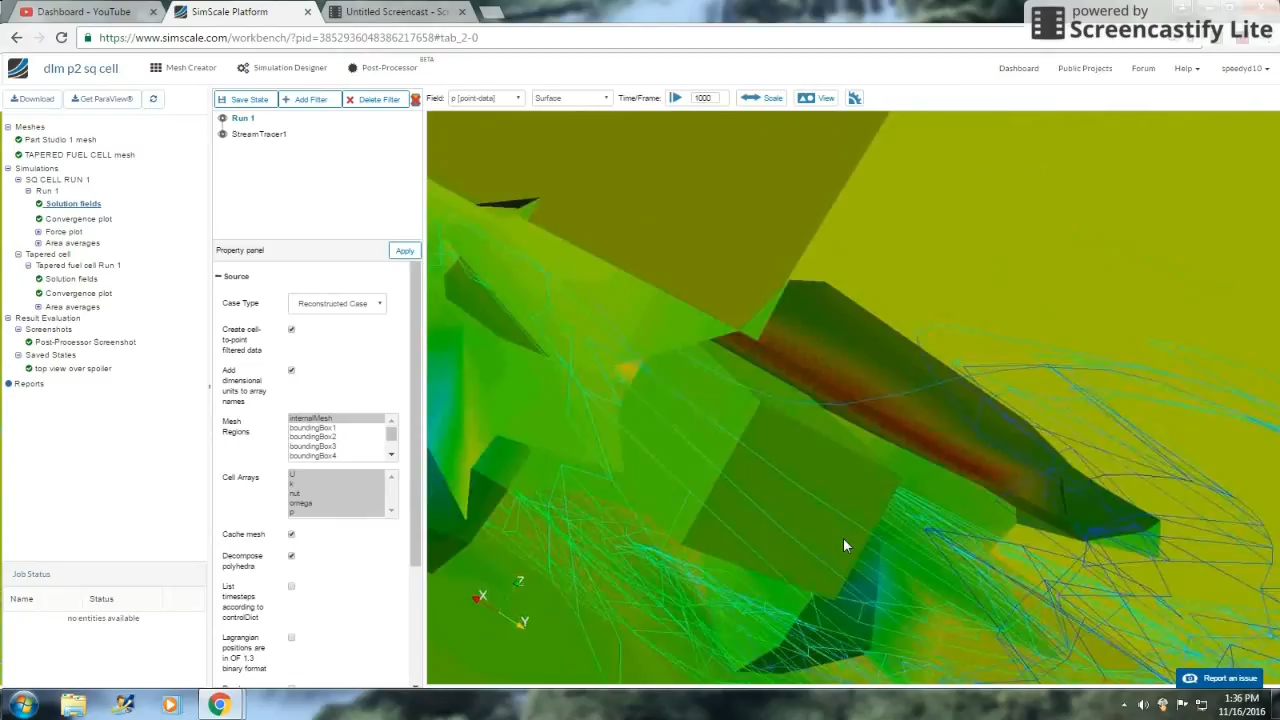 Dashboard - YouTube
SimScale Platform
Untitled Screencast - Scr
powered by
Screencastify Lite
https://www.simscale.com/workbench/?pid=
#tab_2-0
dlm p2 sq cell
Mesh Creator
Simulation Designer
Post-Processor
BETA
Dashboard
Public Projects
Forum
Help
speedyd10
Download
Get ParaView®
Save State
Add Filter
Delete Filter
Field:
p [point-data]
Surface
Time/Frame:
1000
Scale
View
Meshes
Part Studio 1 mesh
TAPERED FUEL CELL mesh
Simulations
SQ CELL RUN 1
Run 1
Solution fields
Convergence plot
Force plot
Area averages
Tapered cell
Tapered fuel cell Run 1
Solution fields
Convergence plot
Area averages
Result Evaluation
Screenshots
Post-Processor Screenshot
Saved States
top view over spoiler
Reports
Job Status
Name
Status
no entities available
Run 1
StreamTracer1
Property panel
Apply
Source
Case Type
Reconstructed Case
Create cell-
to-point
filtered data
Add
dimensional
units to array
names
Mesh
Regions
internalMesh
boundingBox1
boundingBox2
boundingBox3
boundingBox4
Cell Arrays
U
k
nut
omega
p
Cache mesh
Decompose
polyhedra
List
timesteps
according to
controlDict
Lagrangian
positions are
in OF 1.3
binary format
Z
X
Y
Report an issue
1:36 PM
11/16/2016